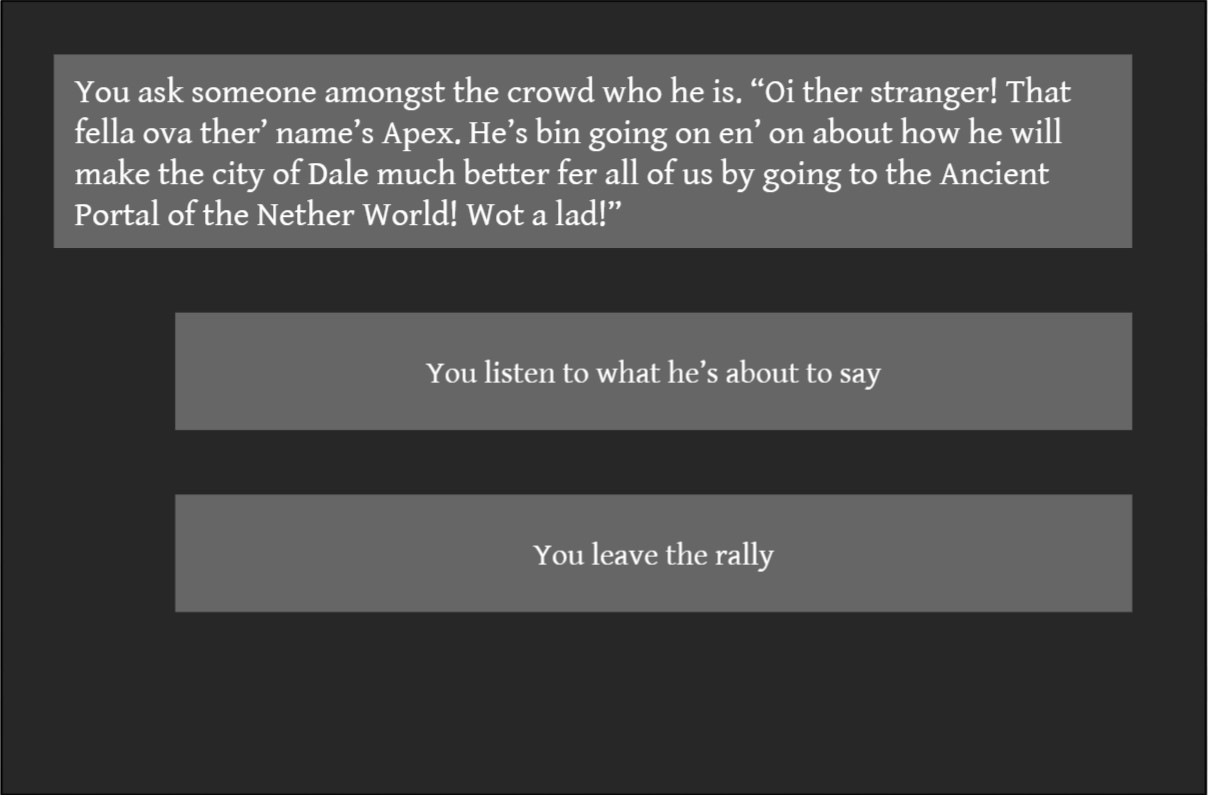 You ask someone amongst the crowd who he is. “Oi ther stranger! That
fella ova ther’ name’s Apex. He’s bin going on en’ on about how he will
make the city of Dale much better fer all of us by going to the Ancient
Portal of the Nether World! Wot a lad!”
You listen to what he’s about to say
You leave the rally